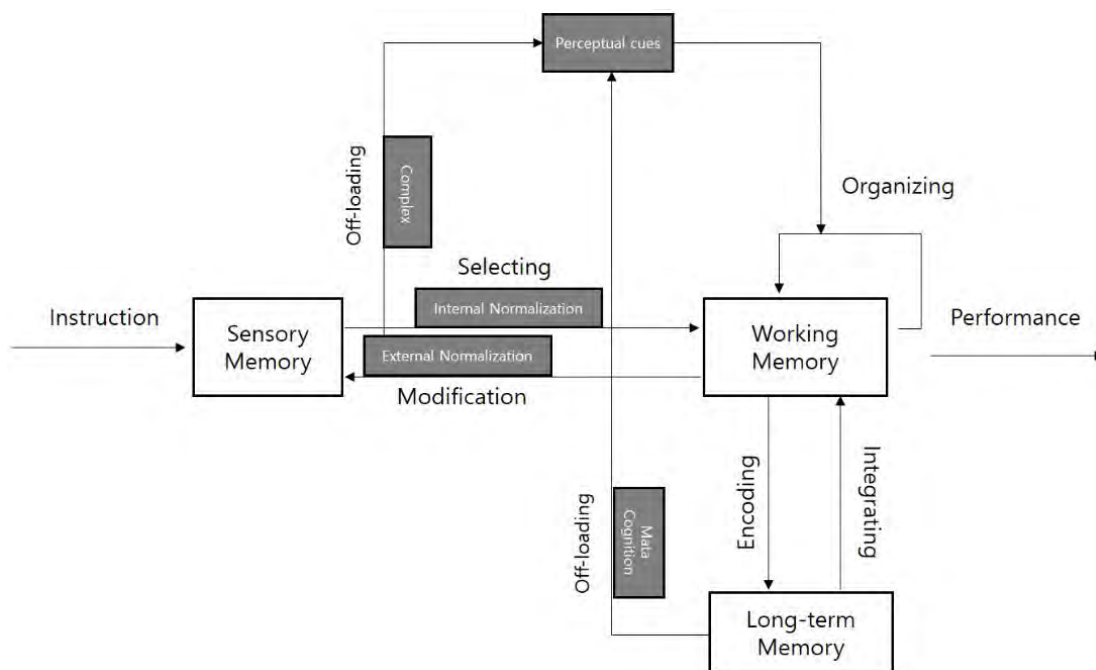 Perceptual cues
Off-loading
Complex
Organizing
Selecting
Internal Normalization
Instruction
Sensory
Memory
Working
Memory
Performance
External Normalization
Modification
Encoding
Integrating
Off-loading
Mata
Cognition
Long-term
Memory